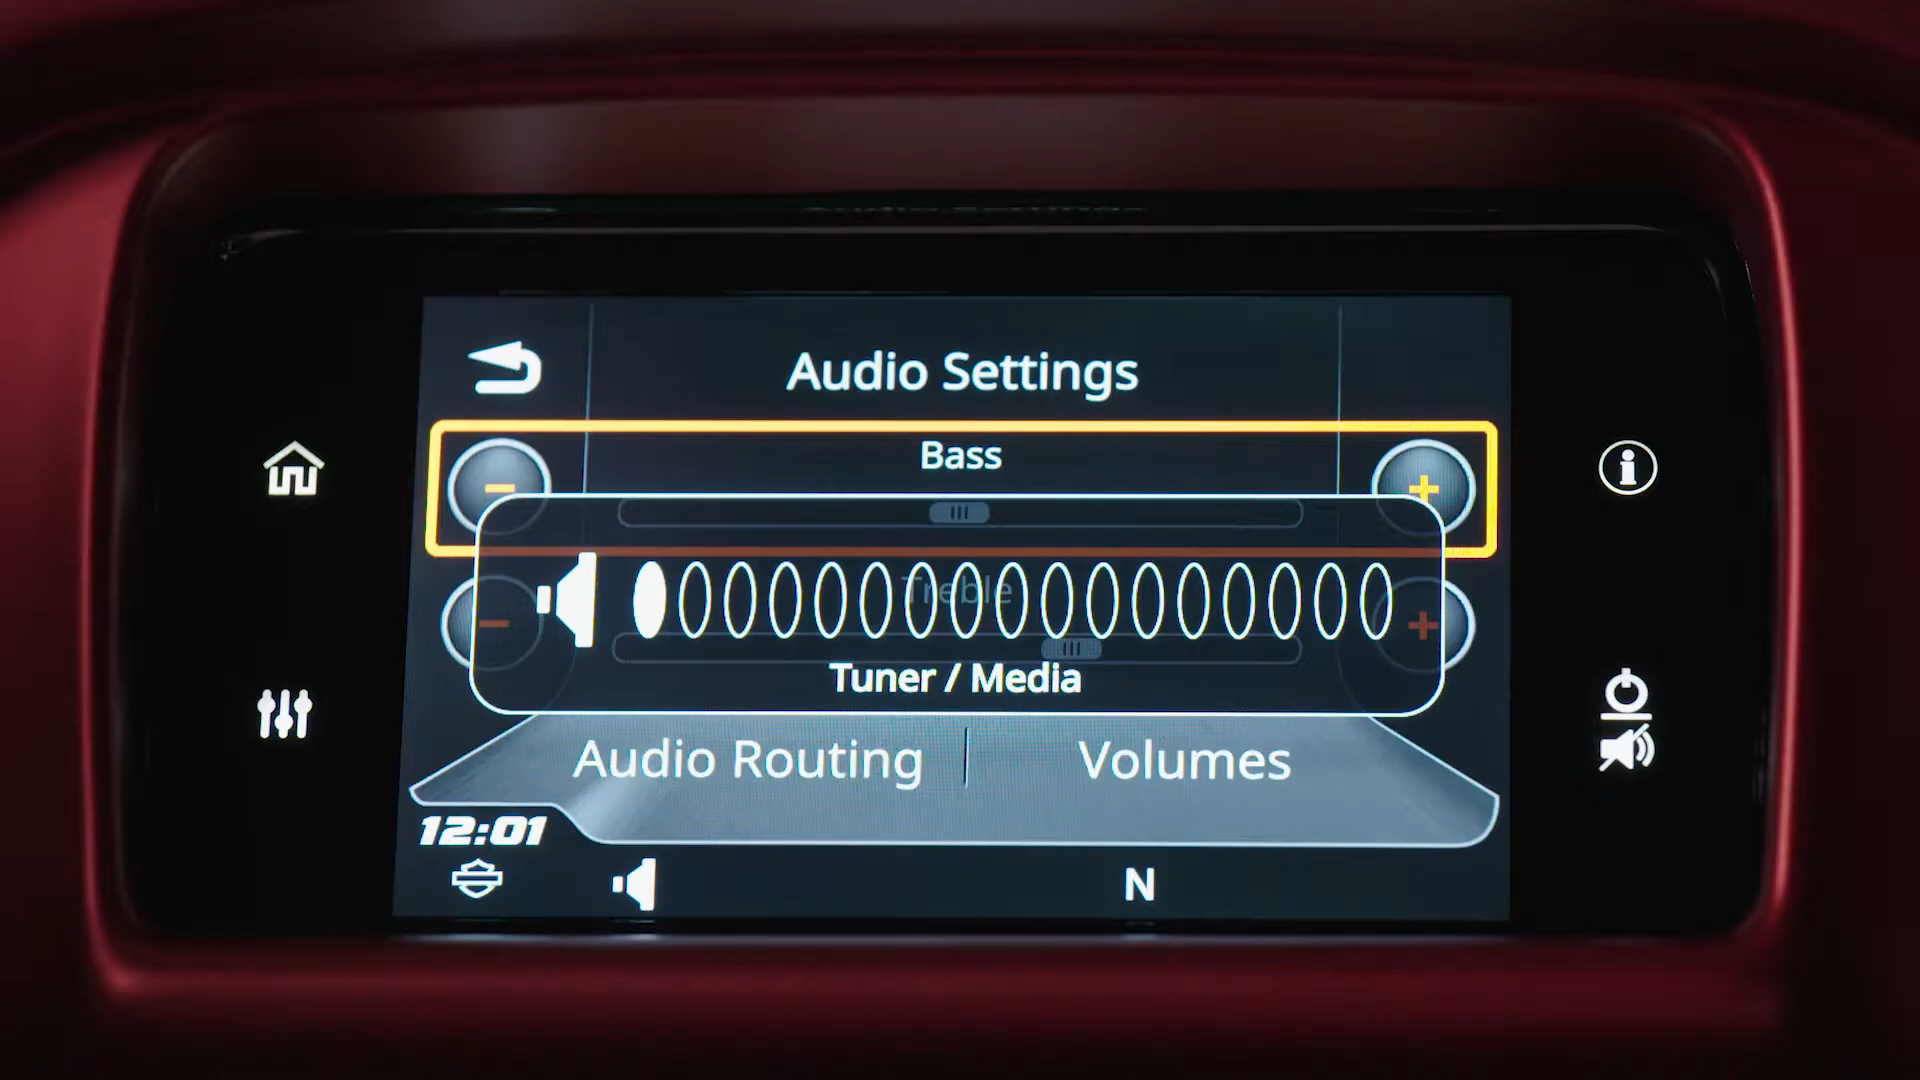 Audio Settings
Bass
Treble
Tuner / Media
Audio Routing
Volumes
12:01
N